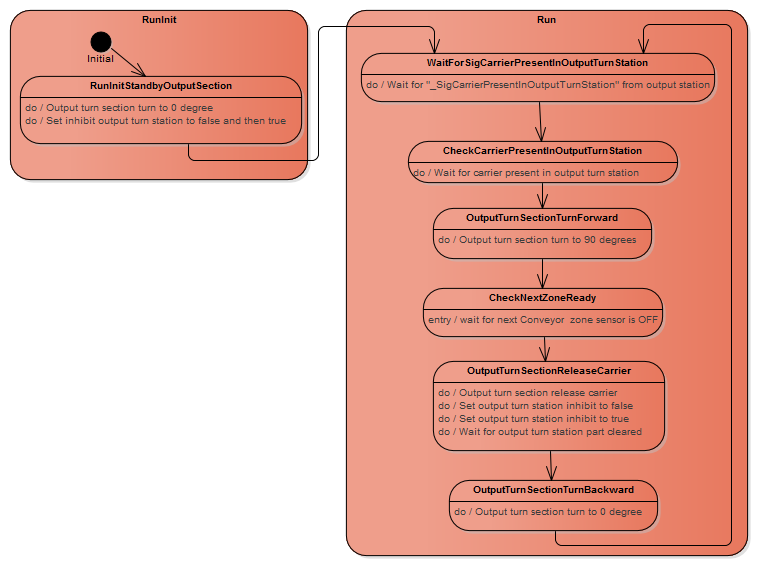 RunInit
Initial
RunInitStandbyOutputSection
do / Output turn section turn to 0 degree
do / Set inhibit output turn station to false and then true
Run
WaitForSigCarrierPresentInOutputTurnStation
do / Wait for "_SigCarrierPresentInOutputTurnStation" from output station
CheckCarrierPresentInOutputTurnStation
do / Wait for carrier present in output turn station
OutputTurnSectionTurnForward
do / Output turn section turn to 90 degrees
CheckNextZoneReady
entry / wait for next Conveyor  zone sensor is OFF
OutputTurnSectionReleaseCarrier
do / Output turn section release carrier
do / Set output turn station inhibit to false
do / Set output turn station inhibit to true
do / Wait for output turn station part cleared
OutputTurnSectionTurnBackward
do / Output turn section turn to 0 degree